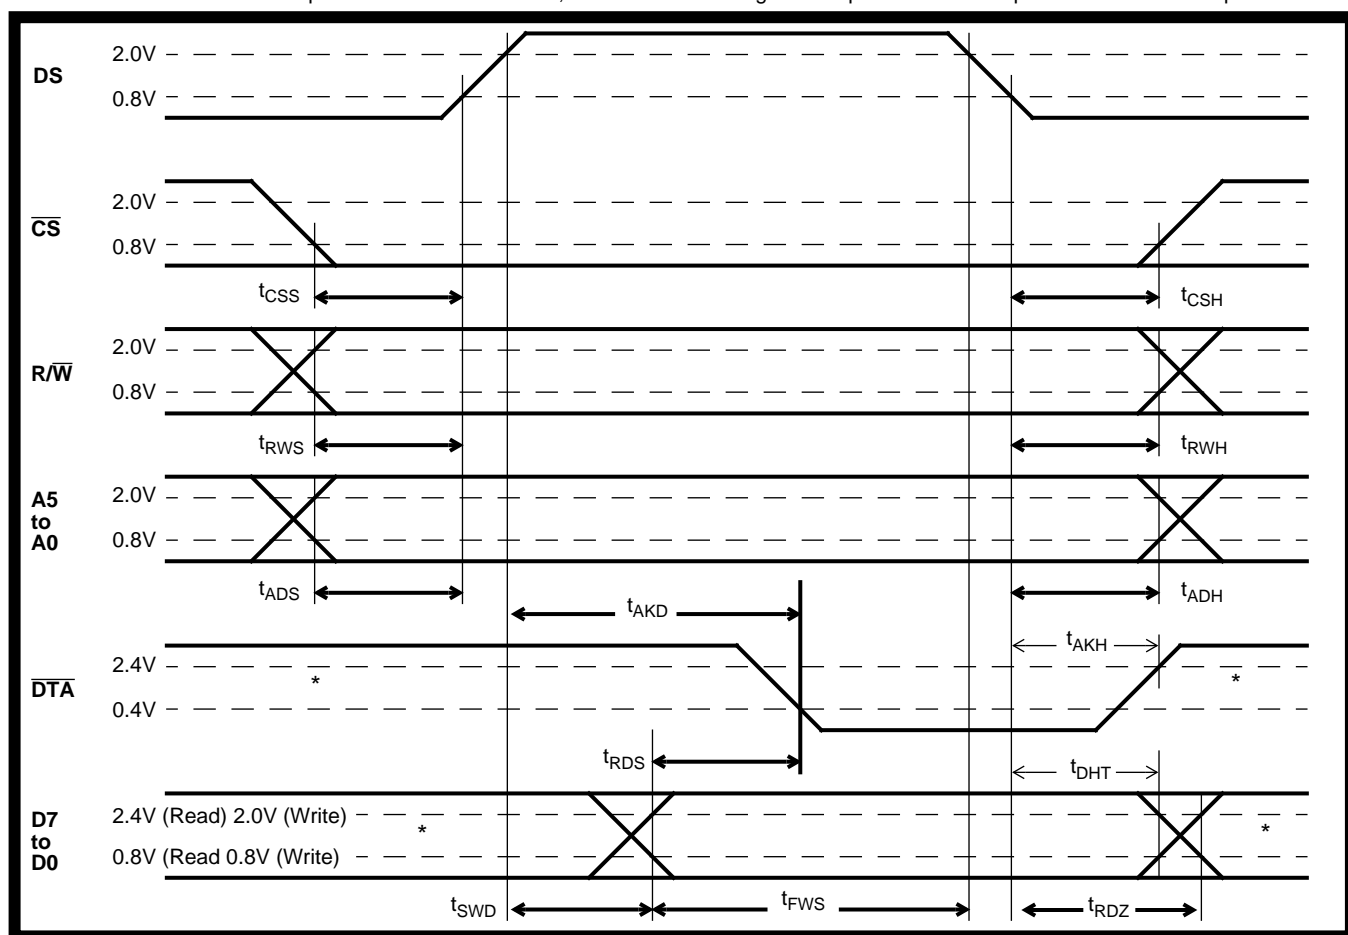 DS
2.0V
0.8V
CS
2.0V
0.8V
tCSS
tCSH
R/W
2.0V
0.8V
tRWS
tRWH
A5
to
A0
2.0V
0.8V
tADS
tAKD
tADH
DTA
2.4V
0.4V
*
tAKH
*
tRDS
tDHT
D7
to
D0
2.4V (Read) 2.0V (Write)
0.8V (Read 0.8V (Write)
*
*
tSWD
tFWS
tRDZ